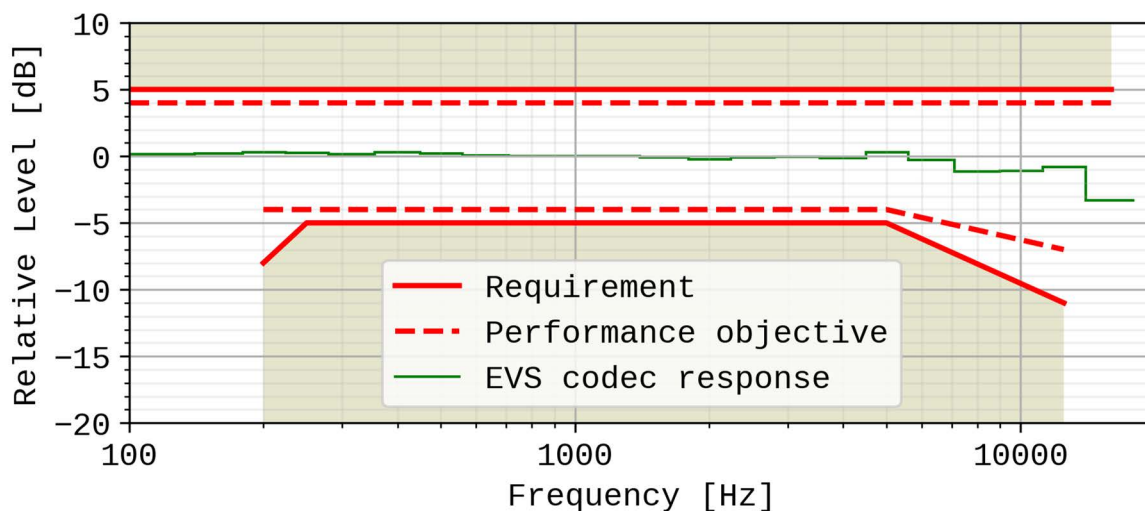 10
5
0
−5
−10
−15
−20
Relative Level [dB]
Requirement
Performance objective
EVS codec response
100
1000
10000
Frequency [Hz]